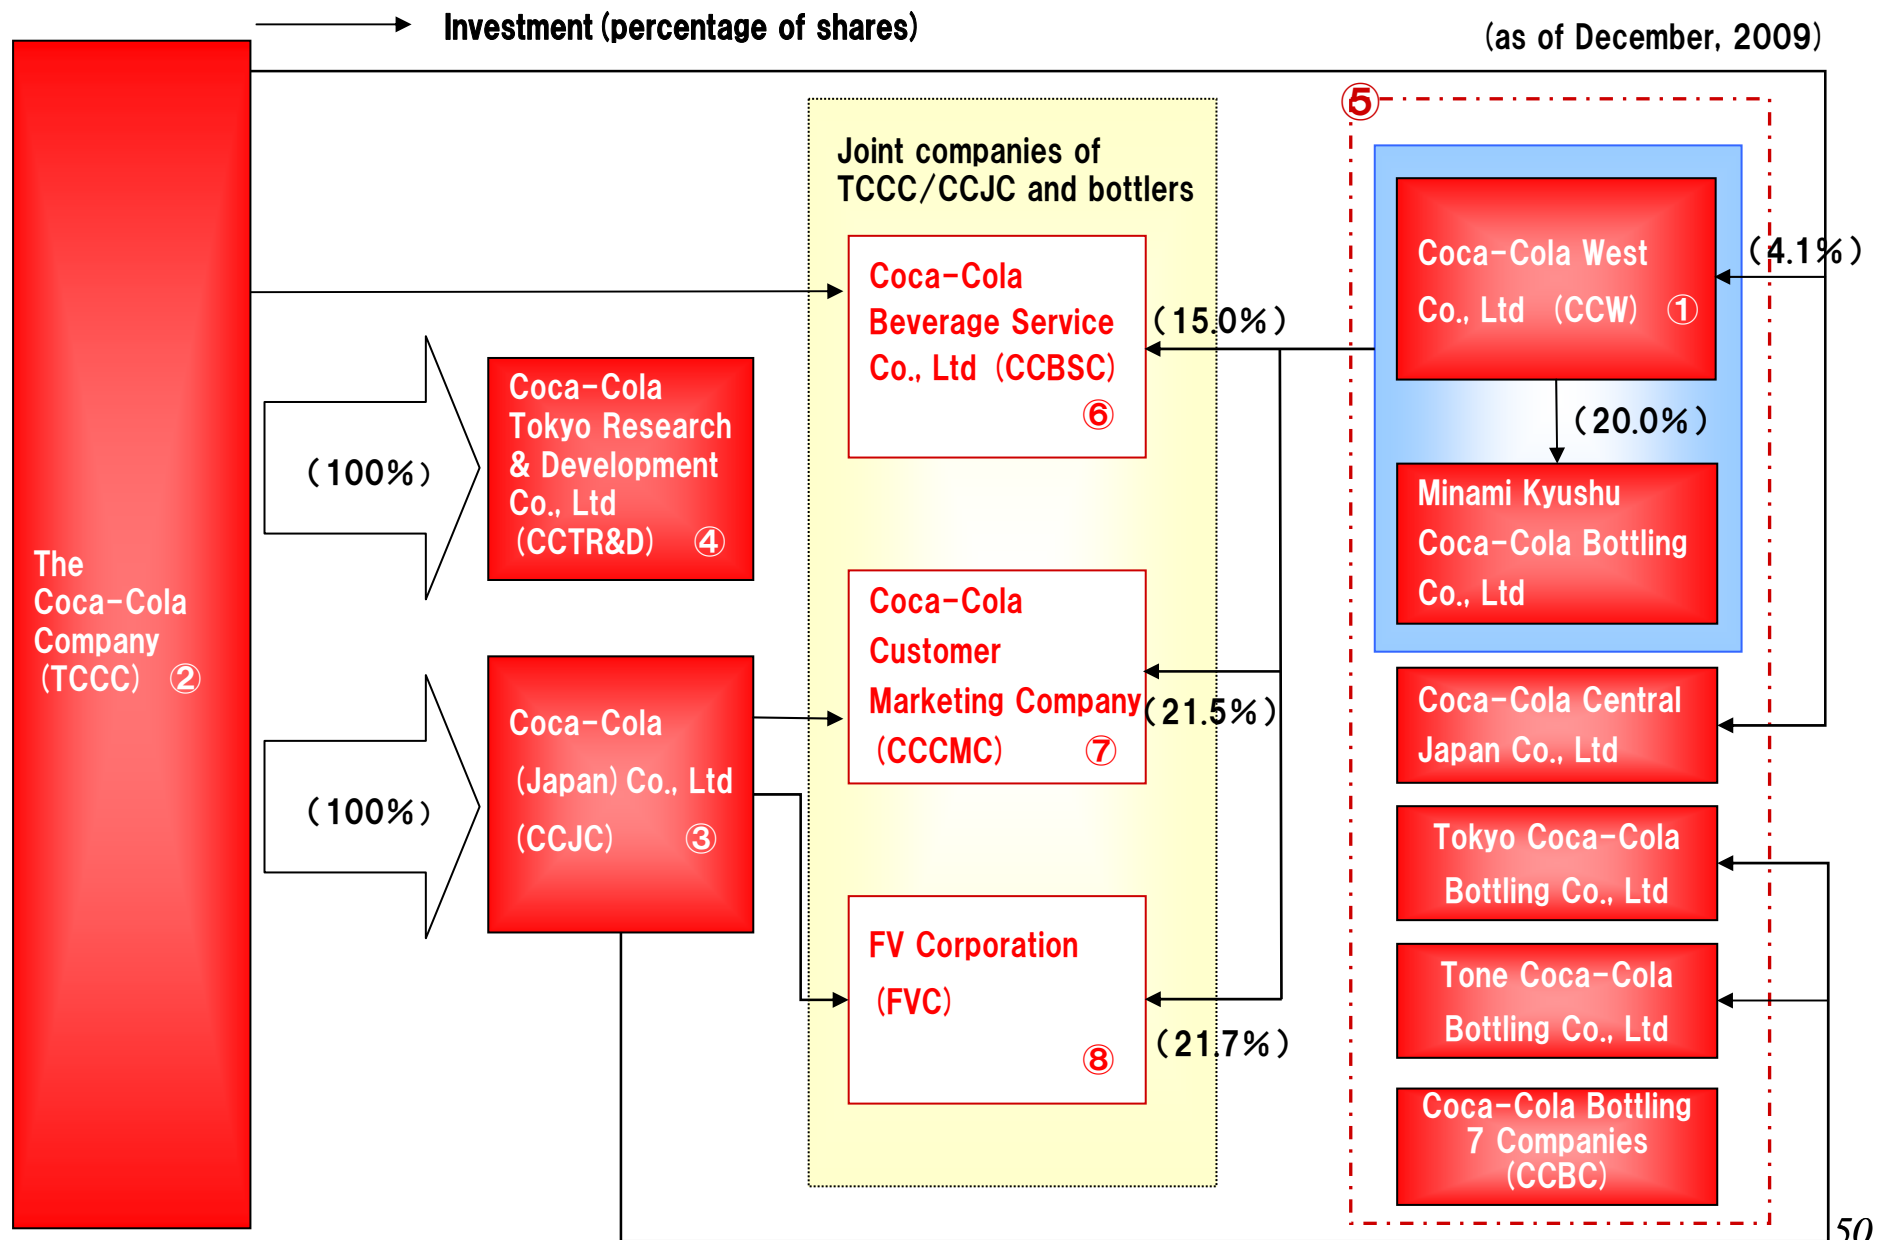 Investment (percentage of shares)
(as of December, 2009)
The
Coca-Cola
Company
(TCCC) ②
(100%)
(100%)
Coca-Cola
Tokyo Research
& Development
Co., Ltd
(CCTR&D) ④
Coca-Cola
(Japan) Co., Ltd
(CCJC) ③
Joint companies of
TCCC/CCJC and bottlers
Coca-Cola
Beverage Service
Co., Ltd (CCBSC)
⑥
Coca-Cola
Customer
Marketing Company
(CCCMC) ⑦
FV Corporation
(FVC)
⑧
(15.0%)
(21.5%)
(21.7%)
⑤
Coca-Cola West
Co., Ltd (CCW) ①
(4.1%)
(20.0%)
Minami Kyushu
Coca-Cola Bottling
Co., Ltd
Coca-Cola Central
Japan Co., Ltd
Tokyo Coca-Cola
Bottling Co., Ltd
Tone Coca-Cola
Bottling Co., Ltd
Coca-Cola Bottling
7 Companies
(CCBC)
50